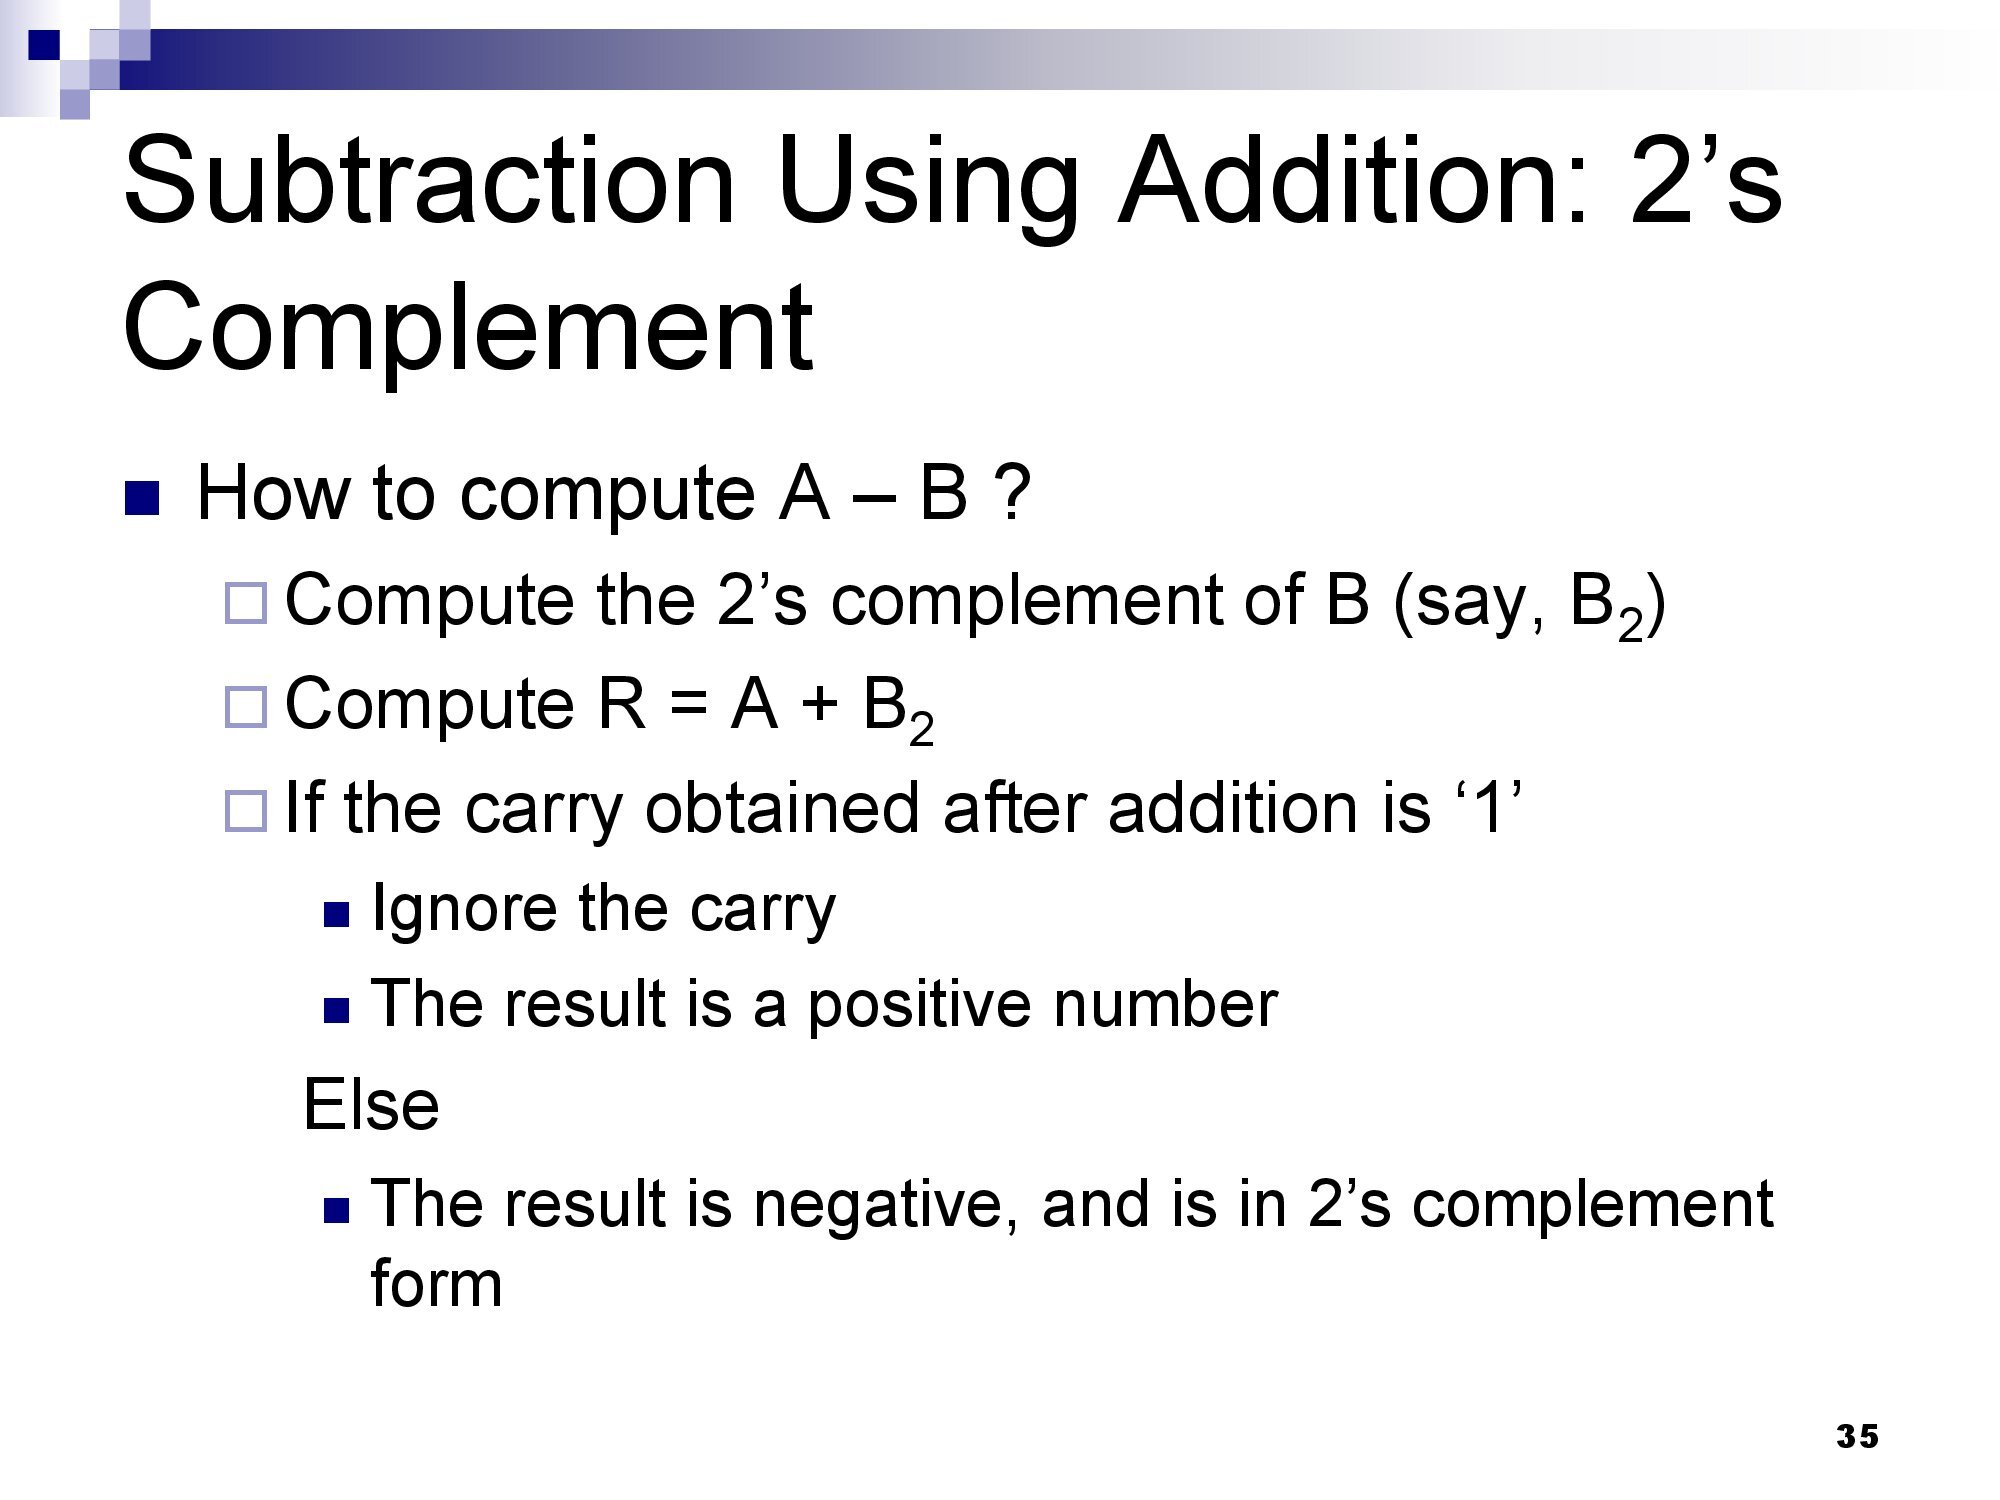 Subtraction Using Addition: 2’s
Complement
How to compute A – B ?
Compute the 2’s complement of B (say, B₂)
Compute R = A + B₂
If the carry obtained after addition is ‘1’
Ignore the carry
The result is a positive number
Else
The result is negative, and is in 2’s complement
form
35